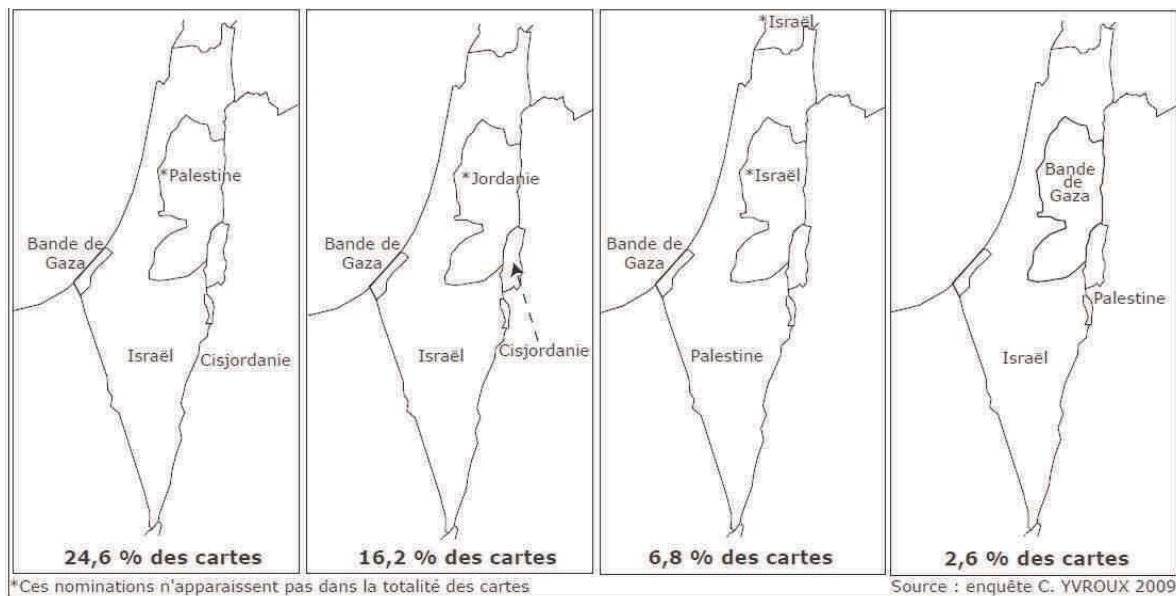 *Palestine
Bande de
Gaza
Israël
Cisjordanie
24,6 % des cartes
*Jordanie
Bande de
Gaza
Israël
Cisjordanie
16,2 % des cartes
*Israël
*Israël
Bande de
Gaza
Palestine
6,8 % des cartes
Bande
de
Gaza
Palestine
Israël
2,6 % des cartes
*Ces nominations n'apparaissent pas dans la totalité des cartes
Source : enquête C. YVROUX 2009